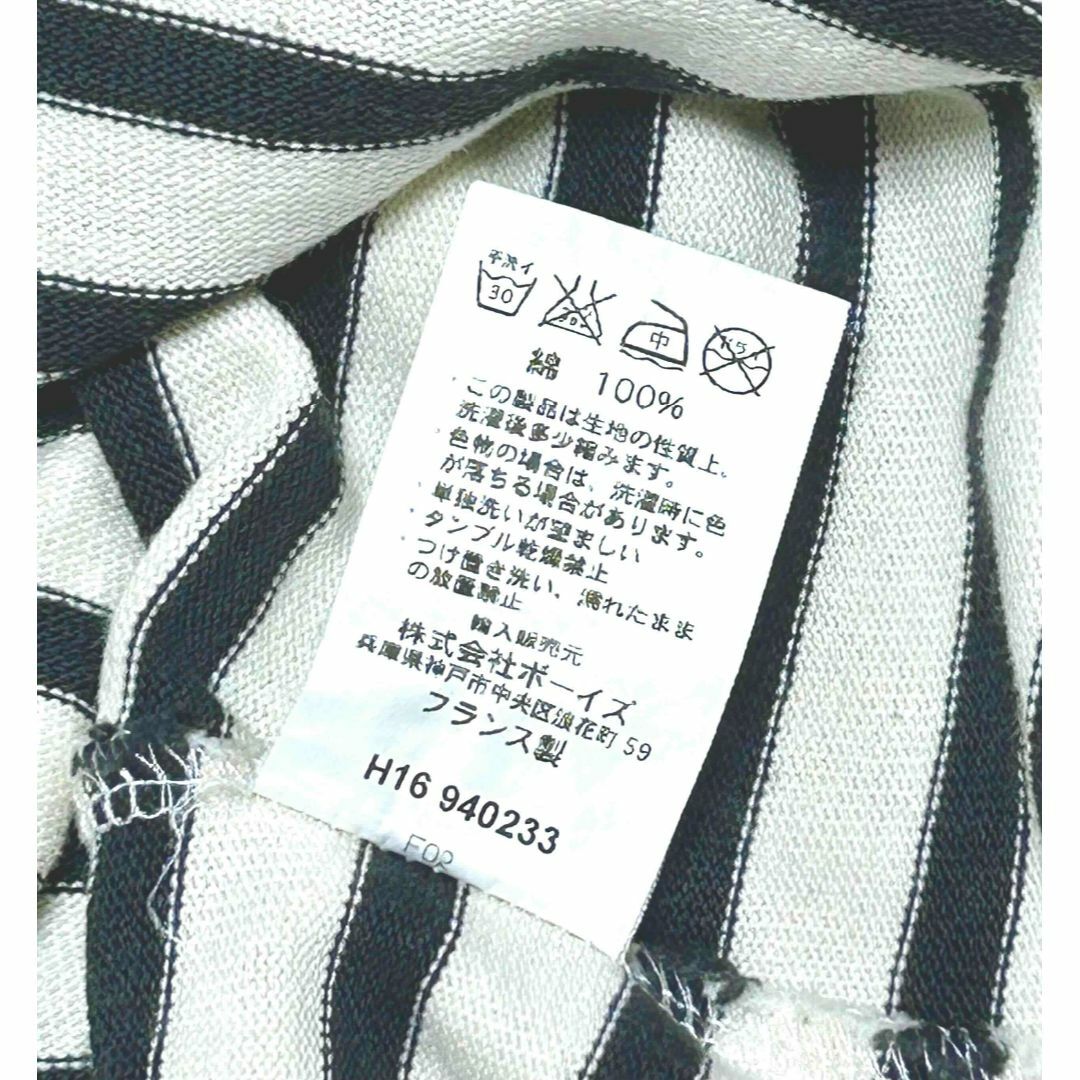 手洗イ
30
中
綿 100%
・この製品は生地の性質上、
洗濯後多少縮みます。
・色物の場合は、洗濯時に色
が落ちる場合があります。
・単独洗いが望ましい
・タンブル乾燥禁止
・つけ置き洗い、濡れたまま
の放置禁止
輸入販売元
株式会社ボーイズ
兵庫県神戸市中央区浪花町 59
フランス製
H16 940233